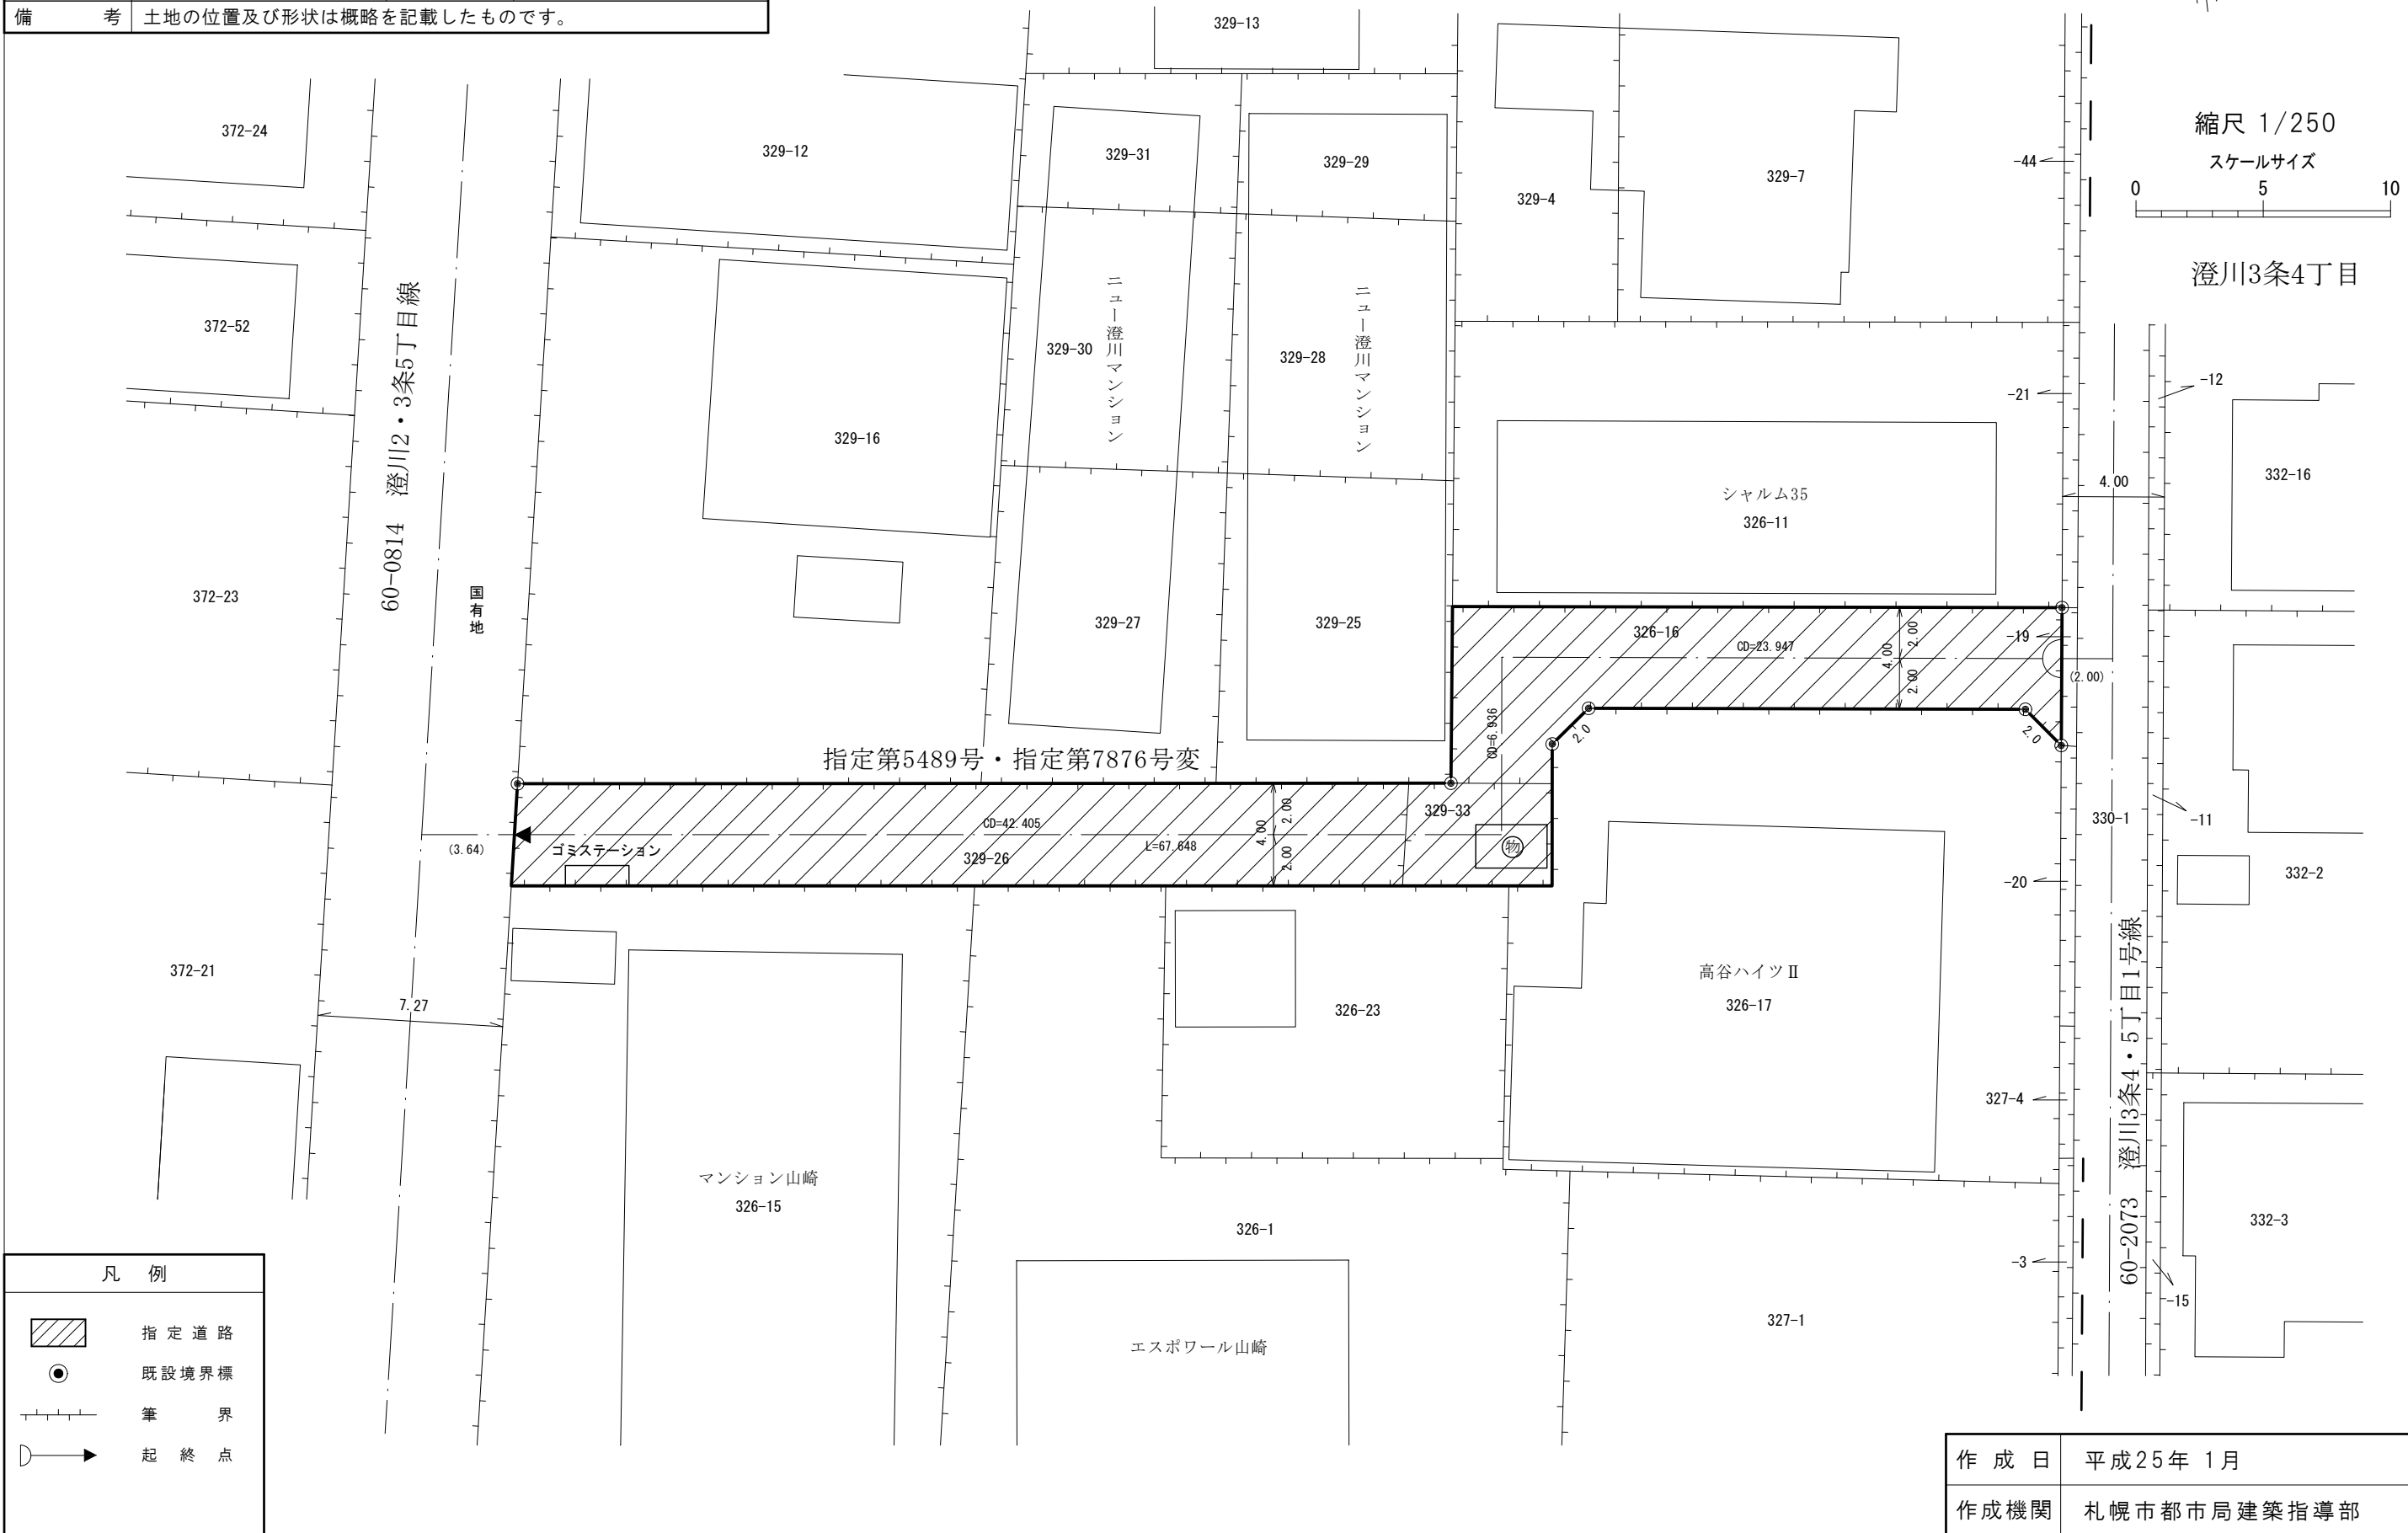 備考 土地の位置及び形状は概略を記載したものです。
329-13
372-24
329-12
329-31
329-29
329-4
329-7
-44
縮尺 1/250
スケールサイズ
0 5 10
澄川3条4丁目
372-52
60-0814 澄川2・3条5丁目線
国有地
329-16
329-30
ニュー澄川マンション
329-28
ニュー澄川マンション
-21
-12
シャルム35
326-11
4.00
332-16
372-23
329-27
329-25
326-16
CD=23.947
4.00
2.00
2.00
-19
(2.00)
CD=6.936
2.0
2.0
指定第5489号・指定第7876号変
329-33
CD=42.405
L=67.648
4.00
2.00
2.00
(3.64)
ゴミステーション
329-26
物
330-1
-11
-20
332-2
372-21
7.27
326-23
高谷ハイツⅡ
326-17
60-2073 澄川3条4・5丁目1号線
327-4
マンション山崎
326-15
326-1
332-3
-3
-15
327-1
エスポワール山崎
凡例
指定道路
既設境界標
筆界
起終点
作成日 平成25年 1月
作成機関 札幌市都市局建築指導部